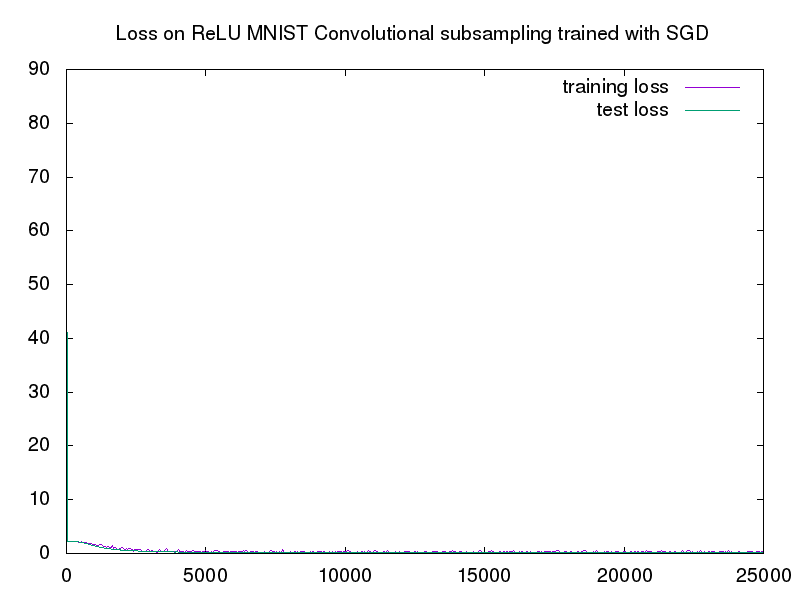 Loss on ReLU MNIST Convolutional subsampling trained with SGD
90
80
70
60
50
40
30
20
10
0
training loss
test loss
0 5000 10000 15000 20000 25000